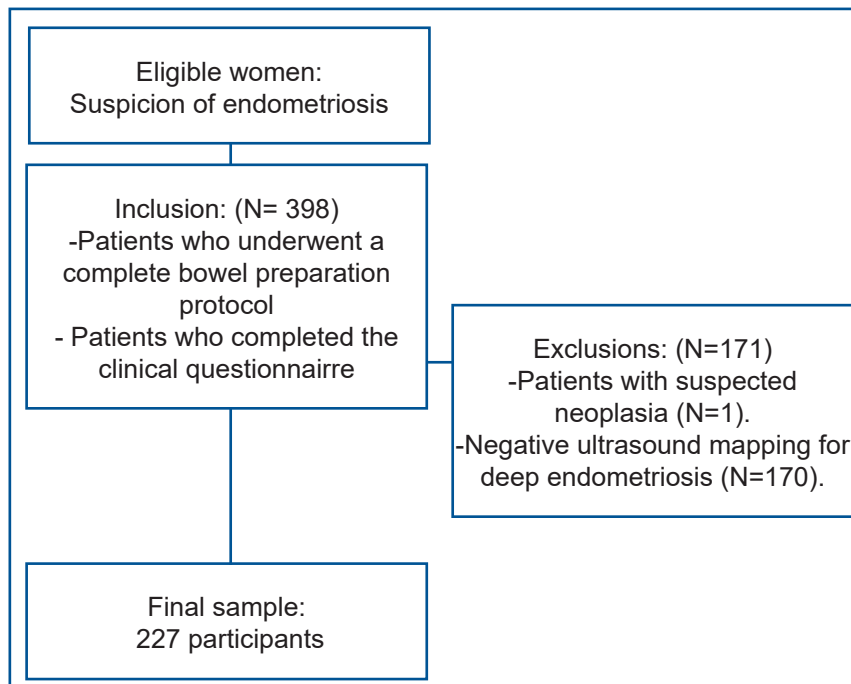 Eligible women:
Suspicion of endometriosis
Inclusion: (N= 398)
-Patients who underwent a
complete bowel preparation
protocol
- Patients who completed the
clinical questionnairre
Exclusions: (N=171)
-Patients with suspected
neoplasia (N=1).
-Negative ultrasound mapping for
deep endometriosis (N=170).
Final sample:
227 participants